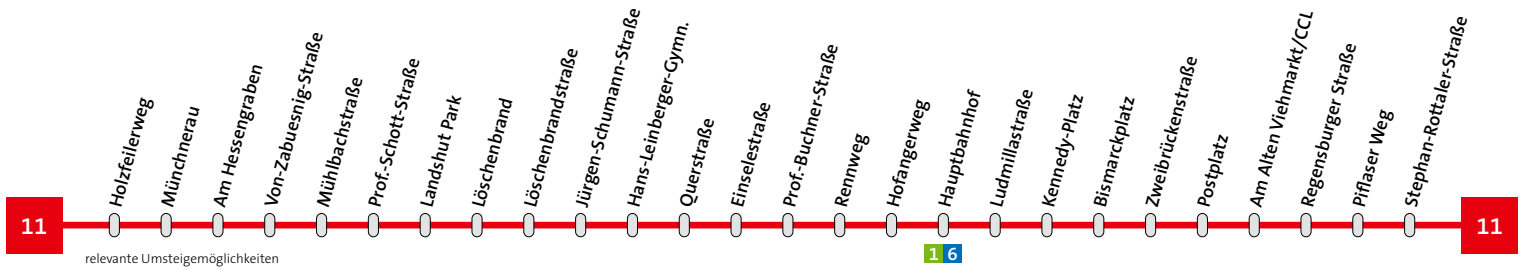 11
Holzfeilerweg
Münchnerau
Am Hessengraben
Von-Zabuesnig-Straße
Mühlbachstraße
Prof.-Schott-Straße
Landshut Park
Löschenbrand
Löschenbrandstraße
Jürgen-Schumann-Straße
Hans-Leinberger-Gymn.
Querstraße
Einselestraße
Prof.-Buchner-Straße
Rennweg
Hofangerweg
Hauptbahnhof
Ludmillastraße
Kennedy-Platz
Bismarckplatz
Zweibrückenstraße
Postplatz
Am Alten Viehmarkt/CCL
Regensburger Straße
Piflaser Weg
Stephan-Rottaler-Straße
11
relevante Umsteigemöglichkeiten
1 6